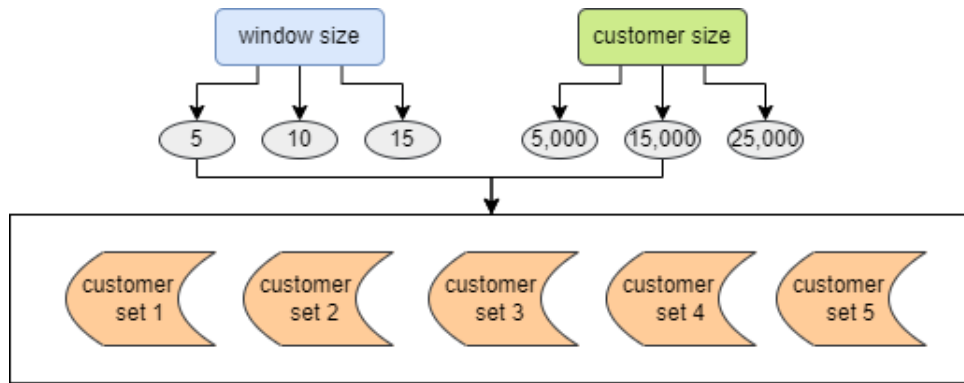 window size
customer size
5
10
15
5,000
15,000
25,000
customer
set 1
customer
set 2
customer
set 3
customer
set 4
customer
set 5